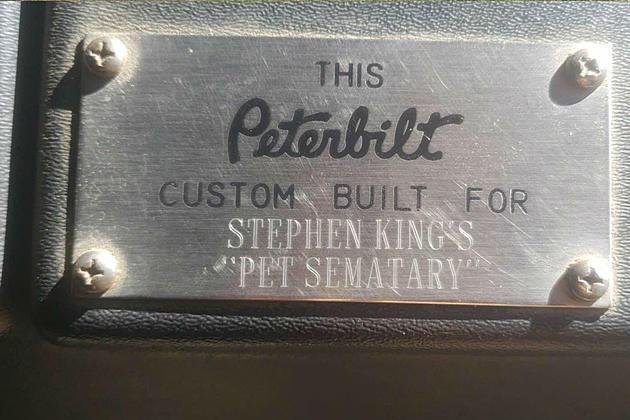 THIS
Peterbilt
CUSTOM BUILT FOR
STEPHEN KING'S
"PET SEMATARY"